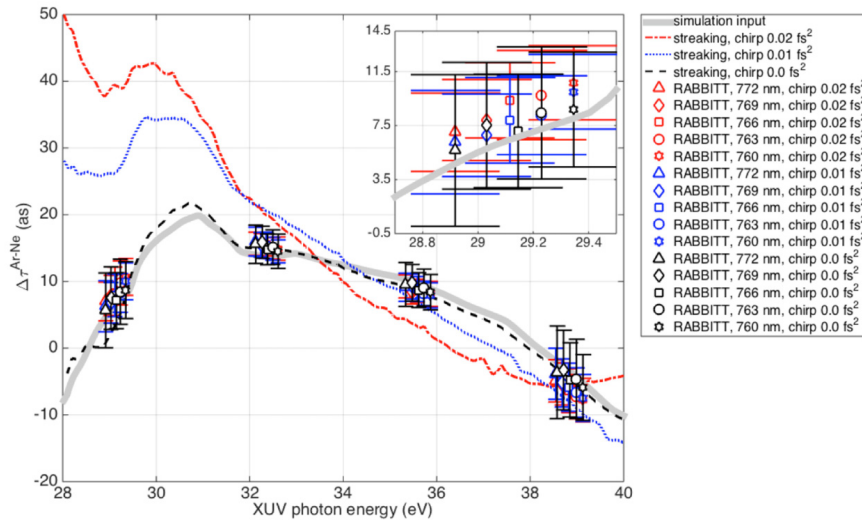 50
40
30
20
10
0
-10
-20
28
30
32
34
36
38
40
XUV photon energy (eV)
Δτ^Ar-Ne (as)
14.5
11.5
7.5
3.5
-0.5
28.8
29
29.2
29.4
simulation input
streaking, chirp 0.02 fs²
streaking, chirp 0.01 fs²
streaking, chirp 0.0 fs²
RABBITT, 772 nm, chirp 0.02 fs²
RABBITT, 769 nm, chirp 0.02 fs²
RABBITT, 766 nm, chirp 0.02 fs²
RABBITT, 763 nm, chirp 0.02 fs²
RABBITT, 760 nm, chirp 0.02 fs²
RABBITT, 772 nm, chirp 0.01 fs²
RABBITT, 769 nm, chirp 0.01 fs²
RABBITT, 766 nm, chirp 0.01 fs²
RABBITT, 763 nm, chirp 0.01 fs²
RABBITT, 760 nm, chirp 0.01 fs²
RABBITT, 772 nm, chirp 0.0 fs²
RABBITT, 769 nm, chirp 0.0 fs²
RABBITT, 766 nm, chirp 0.0 fs²
RABBITT, 763 nm, chirp 0.0 fs²
RABBITT, 760 nm, chirp 0.0 fs²